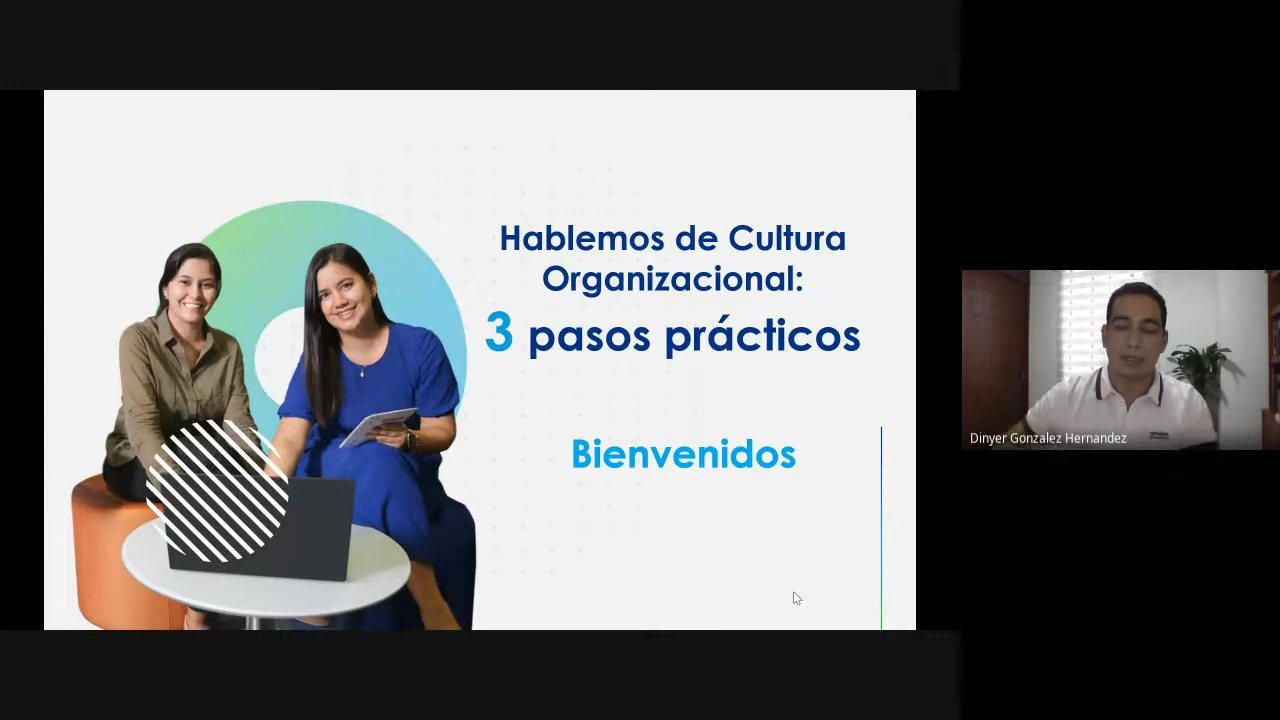 Hablemos de Cultura
Organizacional:
3 pasos prácticos
Bienvenidos
Dinyer Gonzalez Hernandez